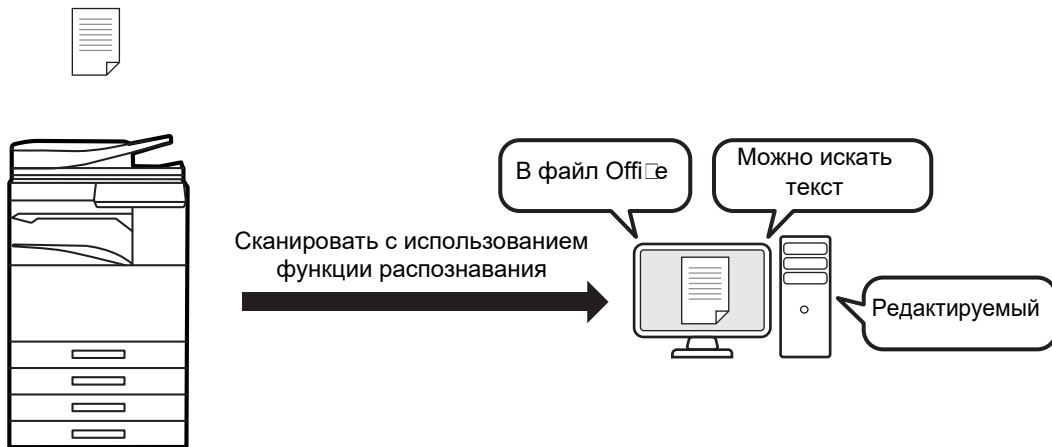 В файл Offi□e
Можно искать
текст
Сканировать с использованием
функции распознавания
Редактируемый